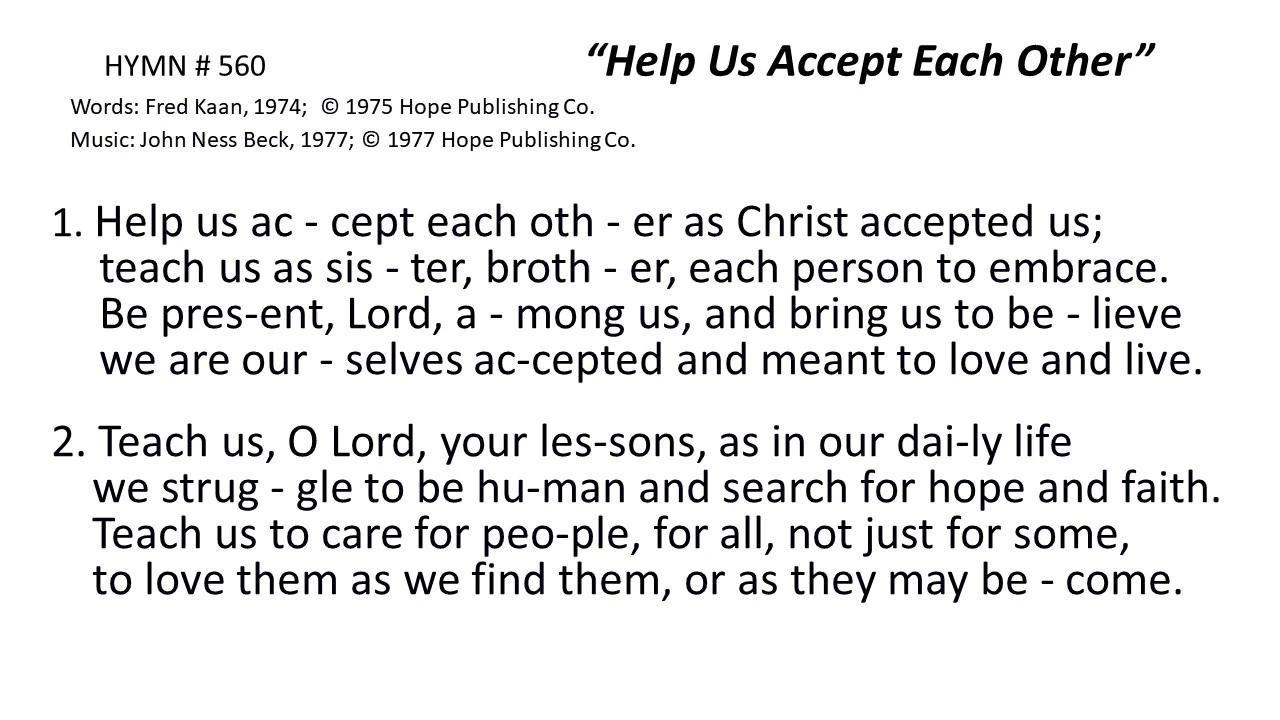 HYMN # 560
“Help Us Accept Each Other”
Words: Fred Kaan, 1974;  © 1975 Hope Publishing Co.
Music: John Ness Beck, 1977; © 1977 Hope Publishing Co.
1. Help us ac - cept each oth - er as Christ accepted us;
teach us as sis - ter, broth - er, each person to embrace.
Be pres-ent, Lord, a - mong us, and bring us to be - lieve
we are our - selves ac-cepted and meant to love and live.
2. Teach us, O Lord, your les-sons, as in our dai-ly life
we strug - gle to be hu-man and search for hope and faith.
Teach us to care for peo-ple, for all, not just for some,
to love them as we find them, or as they may be - come.